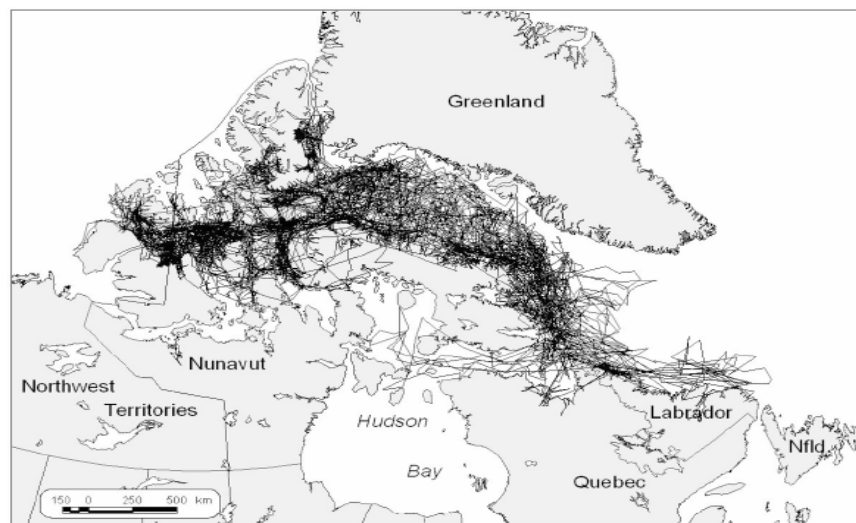 Greenland
Nunavut
Northwest
Territories
Hudson
Bay
Labrador
Nfld
Quebec
150 0 250 500 km